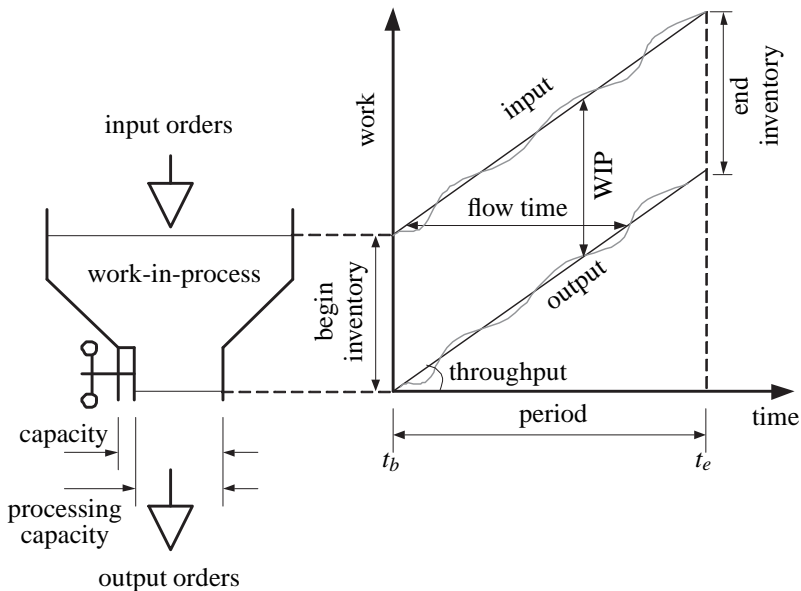 input orders
work-in-process
capacity
processing
capacity
output orders
work
input
WIP
flow time
output
throughput
begin
inventory
end
inventory
period
time
t_b
t_e